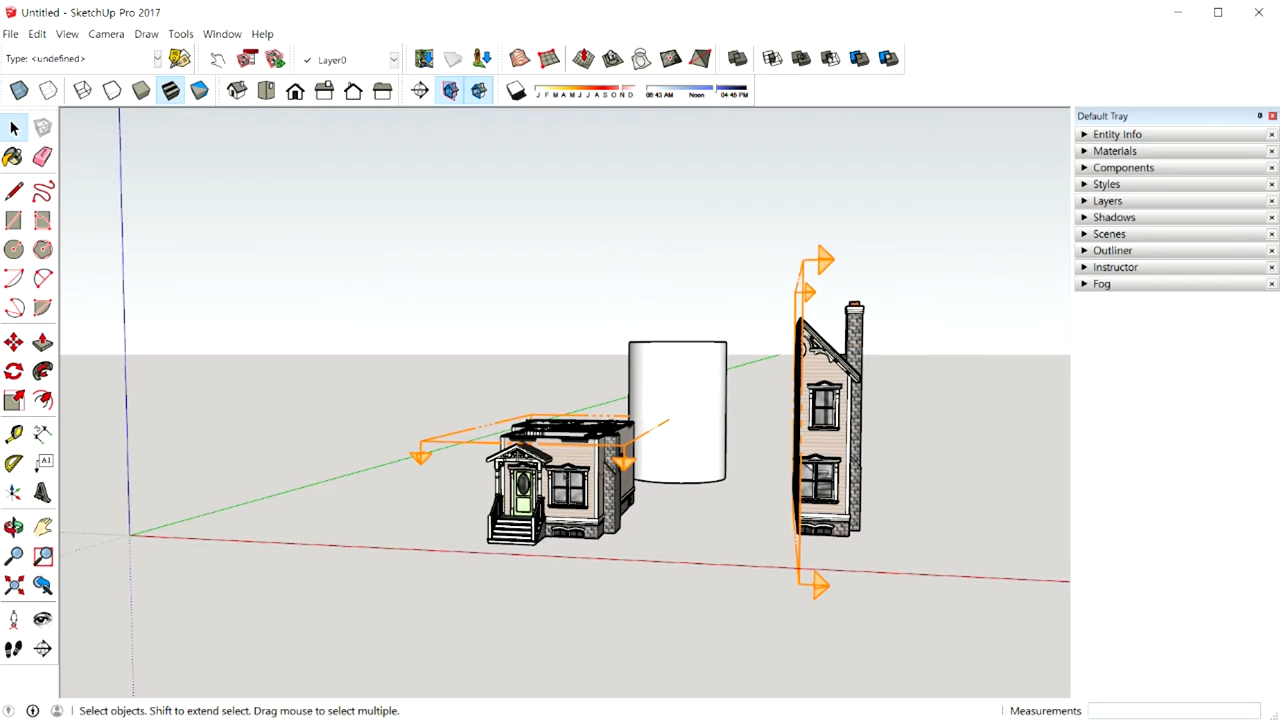 Untitled - SketchUp Pro 2017
File Edit View Camera Draw Tools Window Help
Type: <undefined>
Layer0
J F M A M J J A S O N D
06:43 AM Noon 04:45 PM
Default Tray
Entity Info
Materials
Components
Styles
Layers
Shadows
Scenes
Outliner
Instructor
Fog
A1
Select objects. Shift to extend select. Drag mouse to select multiple.
Measurements